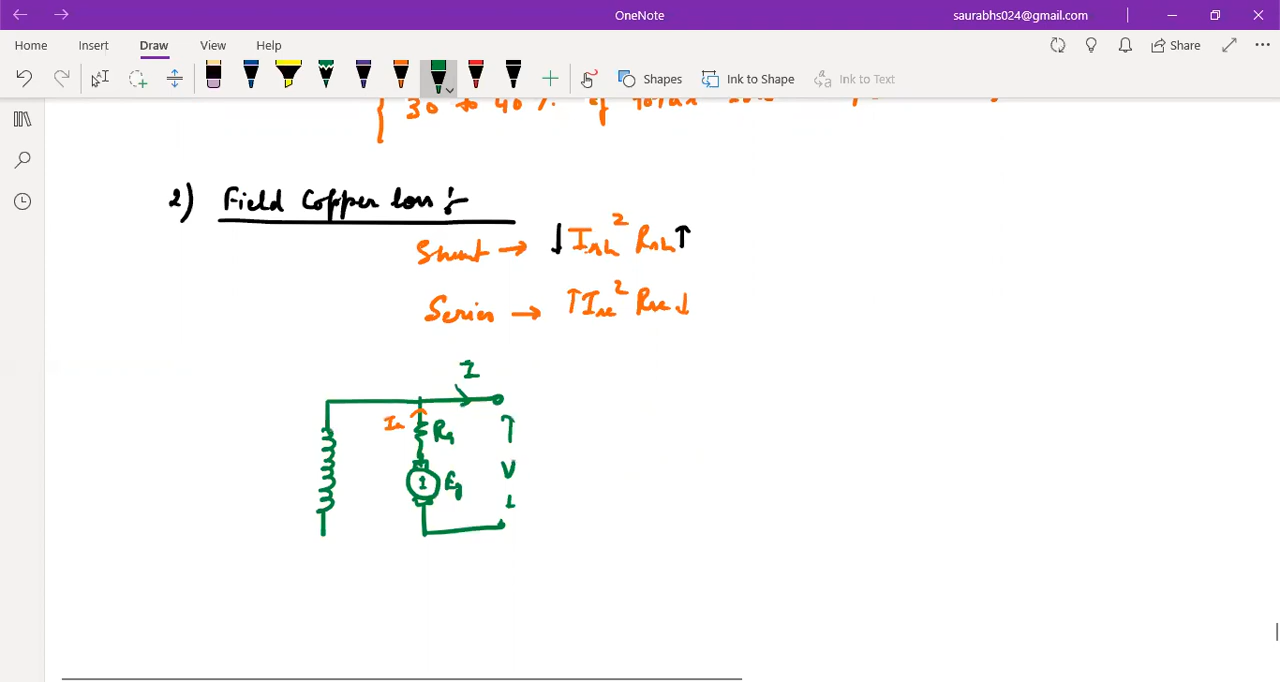 OneNote
saurabhs024@gmail.com
Home Insert Draw View Help
Share
Shapes
Ink to Shape
Ink to Text
30 to 40 % of total
2) Field Copper loss :-
Shunt → ↓ Ish² Rsh ↑
Series → ↑ Ise² Rse ↓
I
Ia
Ra
V
Eg